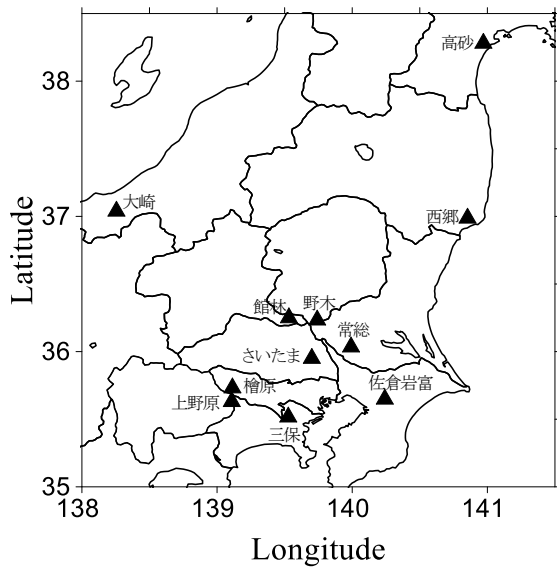 高砂
38
大崎
37
西郷
館林
野木
常総
36
さいたま
檜原
佐倉岩富
上野原
三保
35
138
139
140
141
Latitude
Longitude